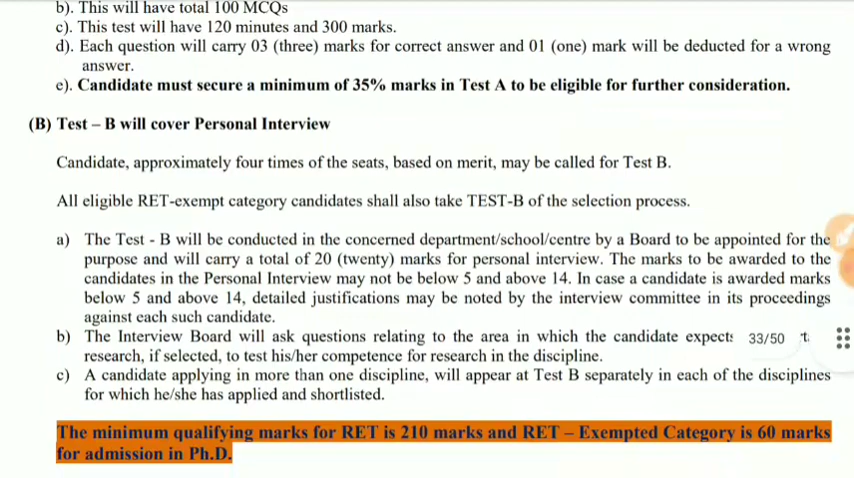 b). This will have total 100 MCQs
c). This test will have 120 minutes and 300 marks.
d). Each question will carry 03 (three) marks for correct answer and 01 (one) mark will be deducted for a wrong
answer.
e). Candidate must secure a minimum of 35% marks in Test A to be eligible for further consideration.
(B) Test – B will cover Personal Interview
Candidate, approximately four times of the seats, based on merit, may be called for Test B.
All eligible RET-exempt category candidates shall also take TEST-B of the selection process.
a) The Test - B will be conducted in the concerned department/school/centre by a Board to be appointed for the
purpose and will carry a total of 20 (twenty) marks for personal interview. The marks to be awarded to the
candidates in the Personal Interview may not be below 5 and above 14. In case a candidate is awarded marks
below 5 and above 14, detailed justifications may be noted by the interview committee in its proceedings
against each such candidate.
b) The Interview Board will ask questions relating to the area in which the candidate expects 33/50
research, if selected, to test his/her competence for research in the discipline.
c) A candidate applying in more than one discipline, will appear at Test B separately in each of the disciplines
for which he/she has applied and shortlisted.
The minimum qualifying marks for RET is 210 marks and RET – Exempted Category is 60 marks
for admission in Ph.D.